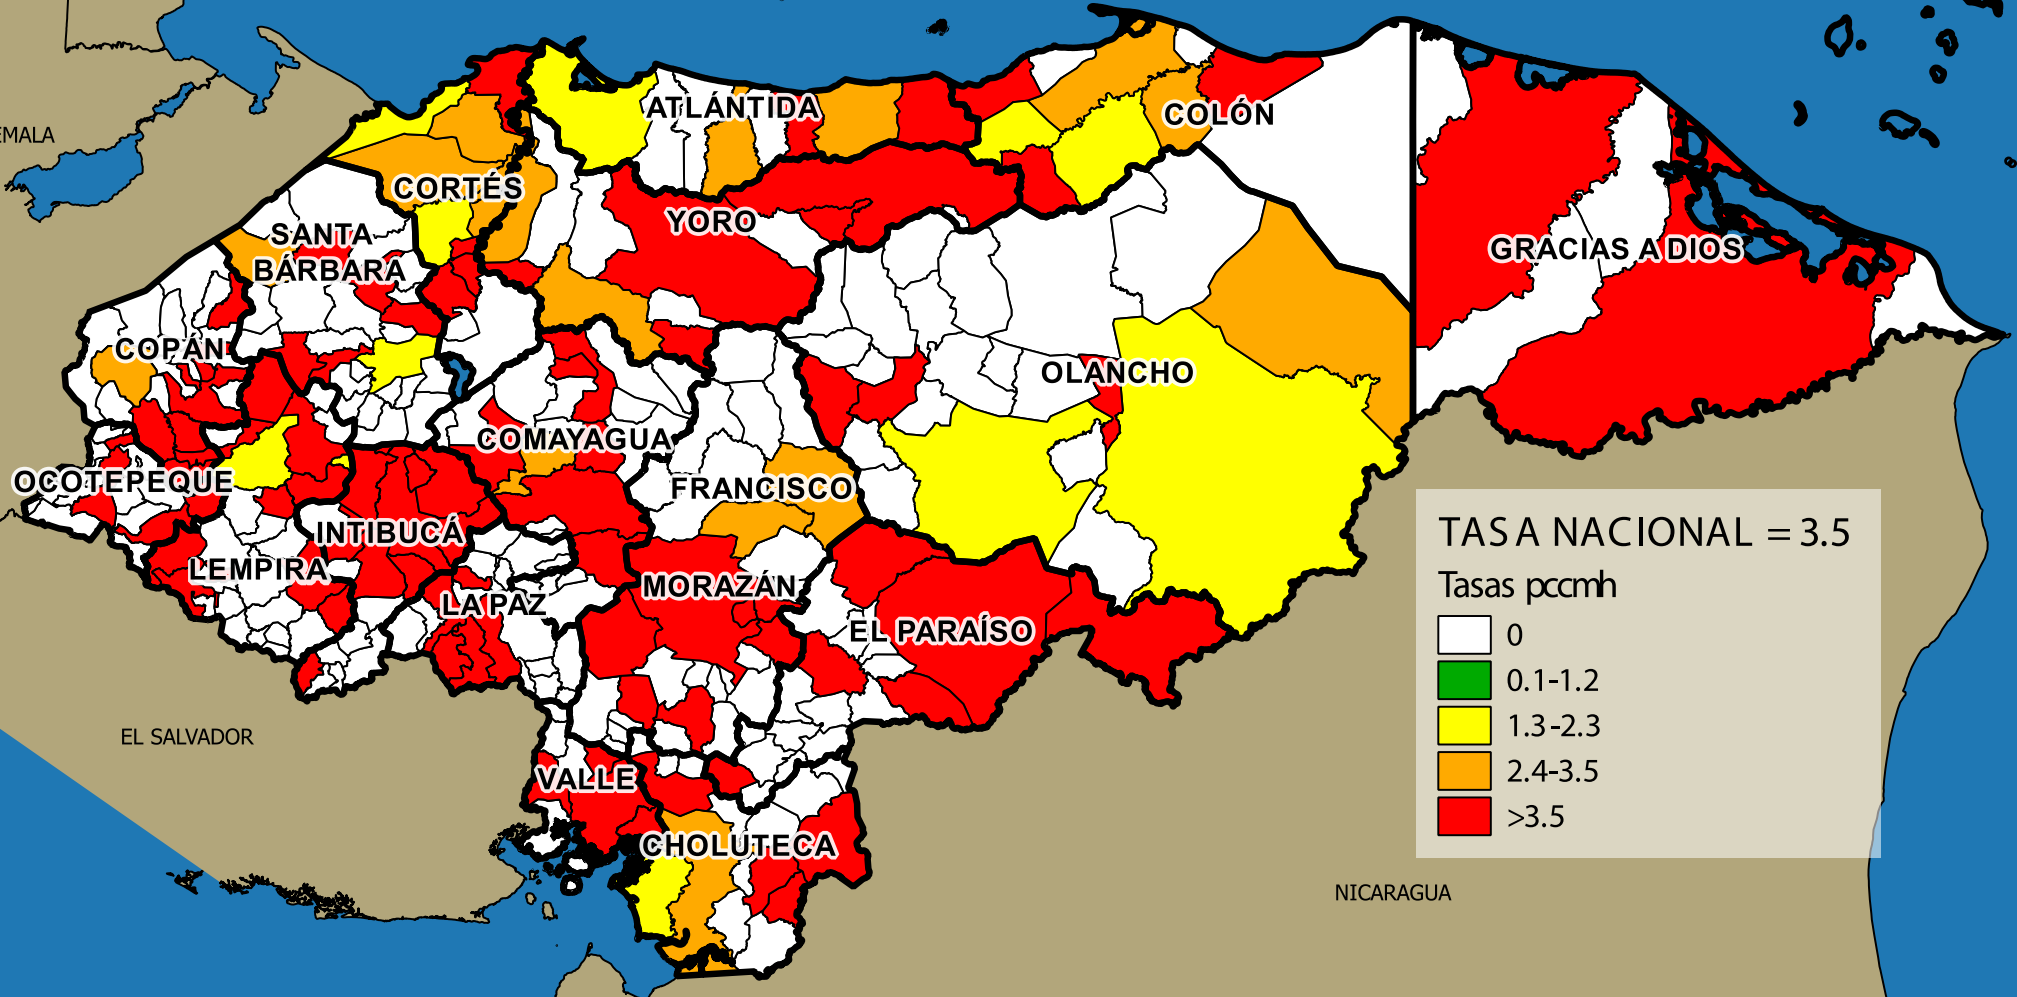 EMALA
ATLÁNTIDA
COLÓN
CORTÉS
YORO
SANTA
BÁRBARA
GRACIAS A DIOS
COPÁN
OLANCHO
COMAYAGUA
OCOTEPEQUE
FRANCISCO
INTIBUCÁ
LEMPIRA
MORAZÁN
LA PAZ
EL PARAÍSO
EL SALVADOR
VALLE
CHOLUTECA
NICARAGUA
TASA NACIONAL = 3.5
Tasas pccmh
0
0.1-1.2
1.3-2.3
2.4-3.5
>3.5